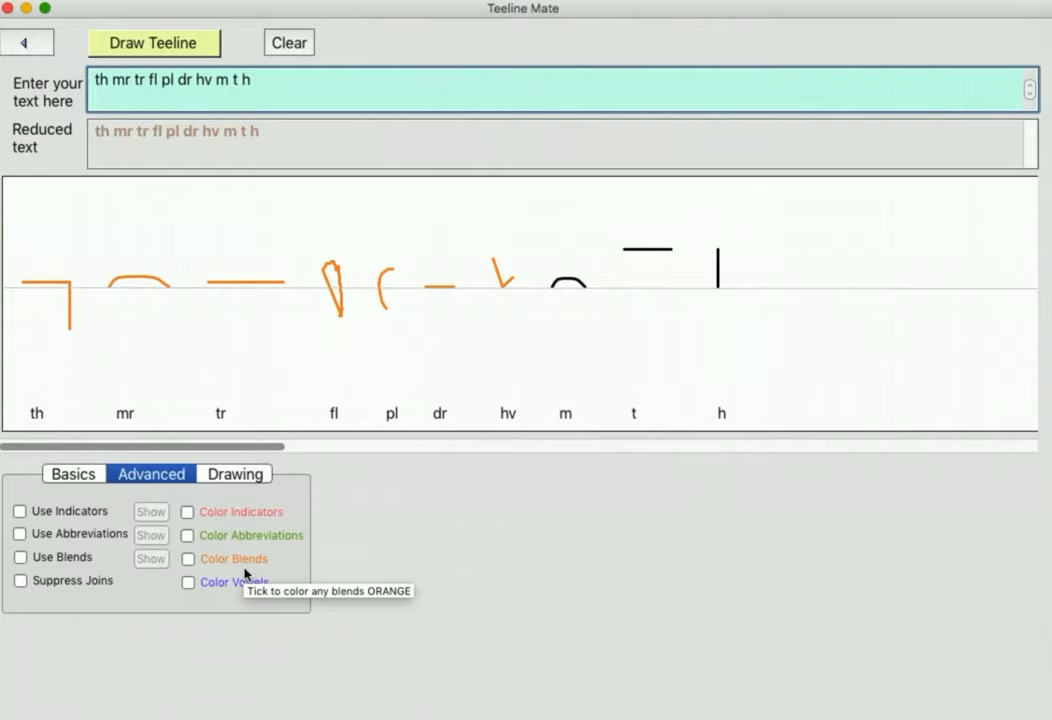 Teeline Mate
Draw Teeline Clear
Enter your text here
th mr tr fl pl dr hv m t h
Reduced text
th mr tr fl pl dr hv m t h
th mr tr fl pl dr hv m t h
Basics Advanced Drawing
Use Indicators Show Color Indicators
Use Abbreviations Show Color Abbreviations
Use Blends Show Color Blends
Suppress Joins Color Vowels
Tick to color any blends ORANGE